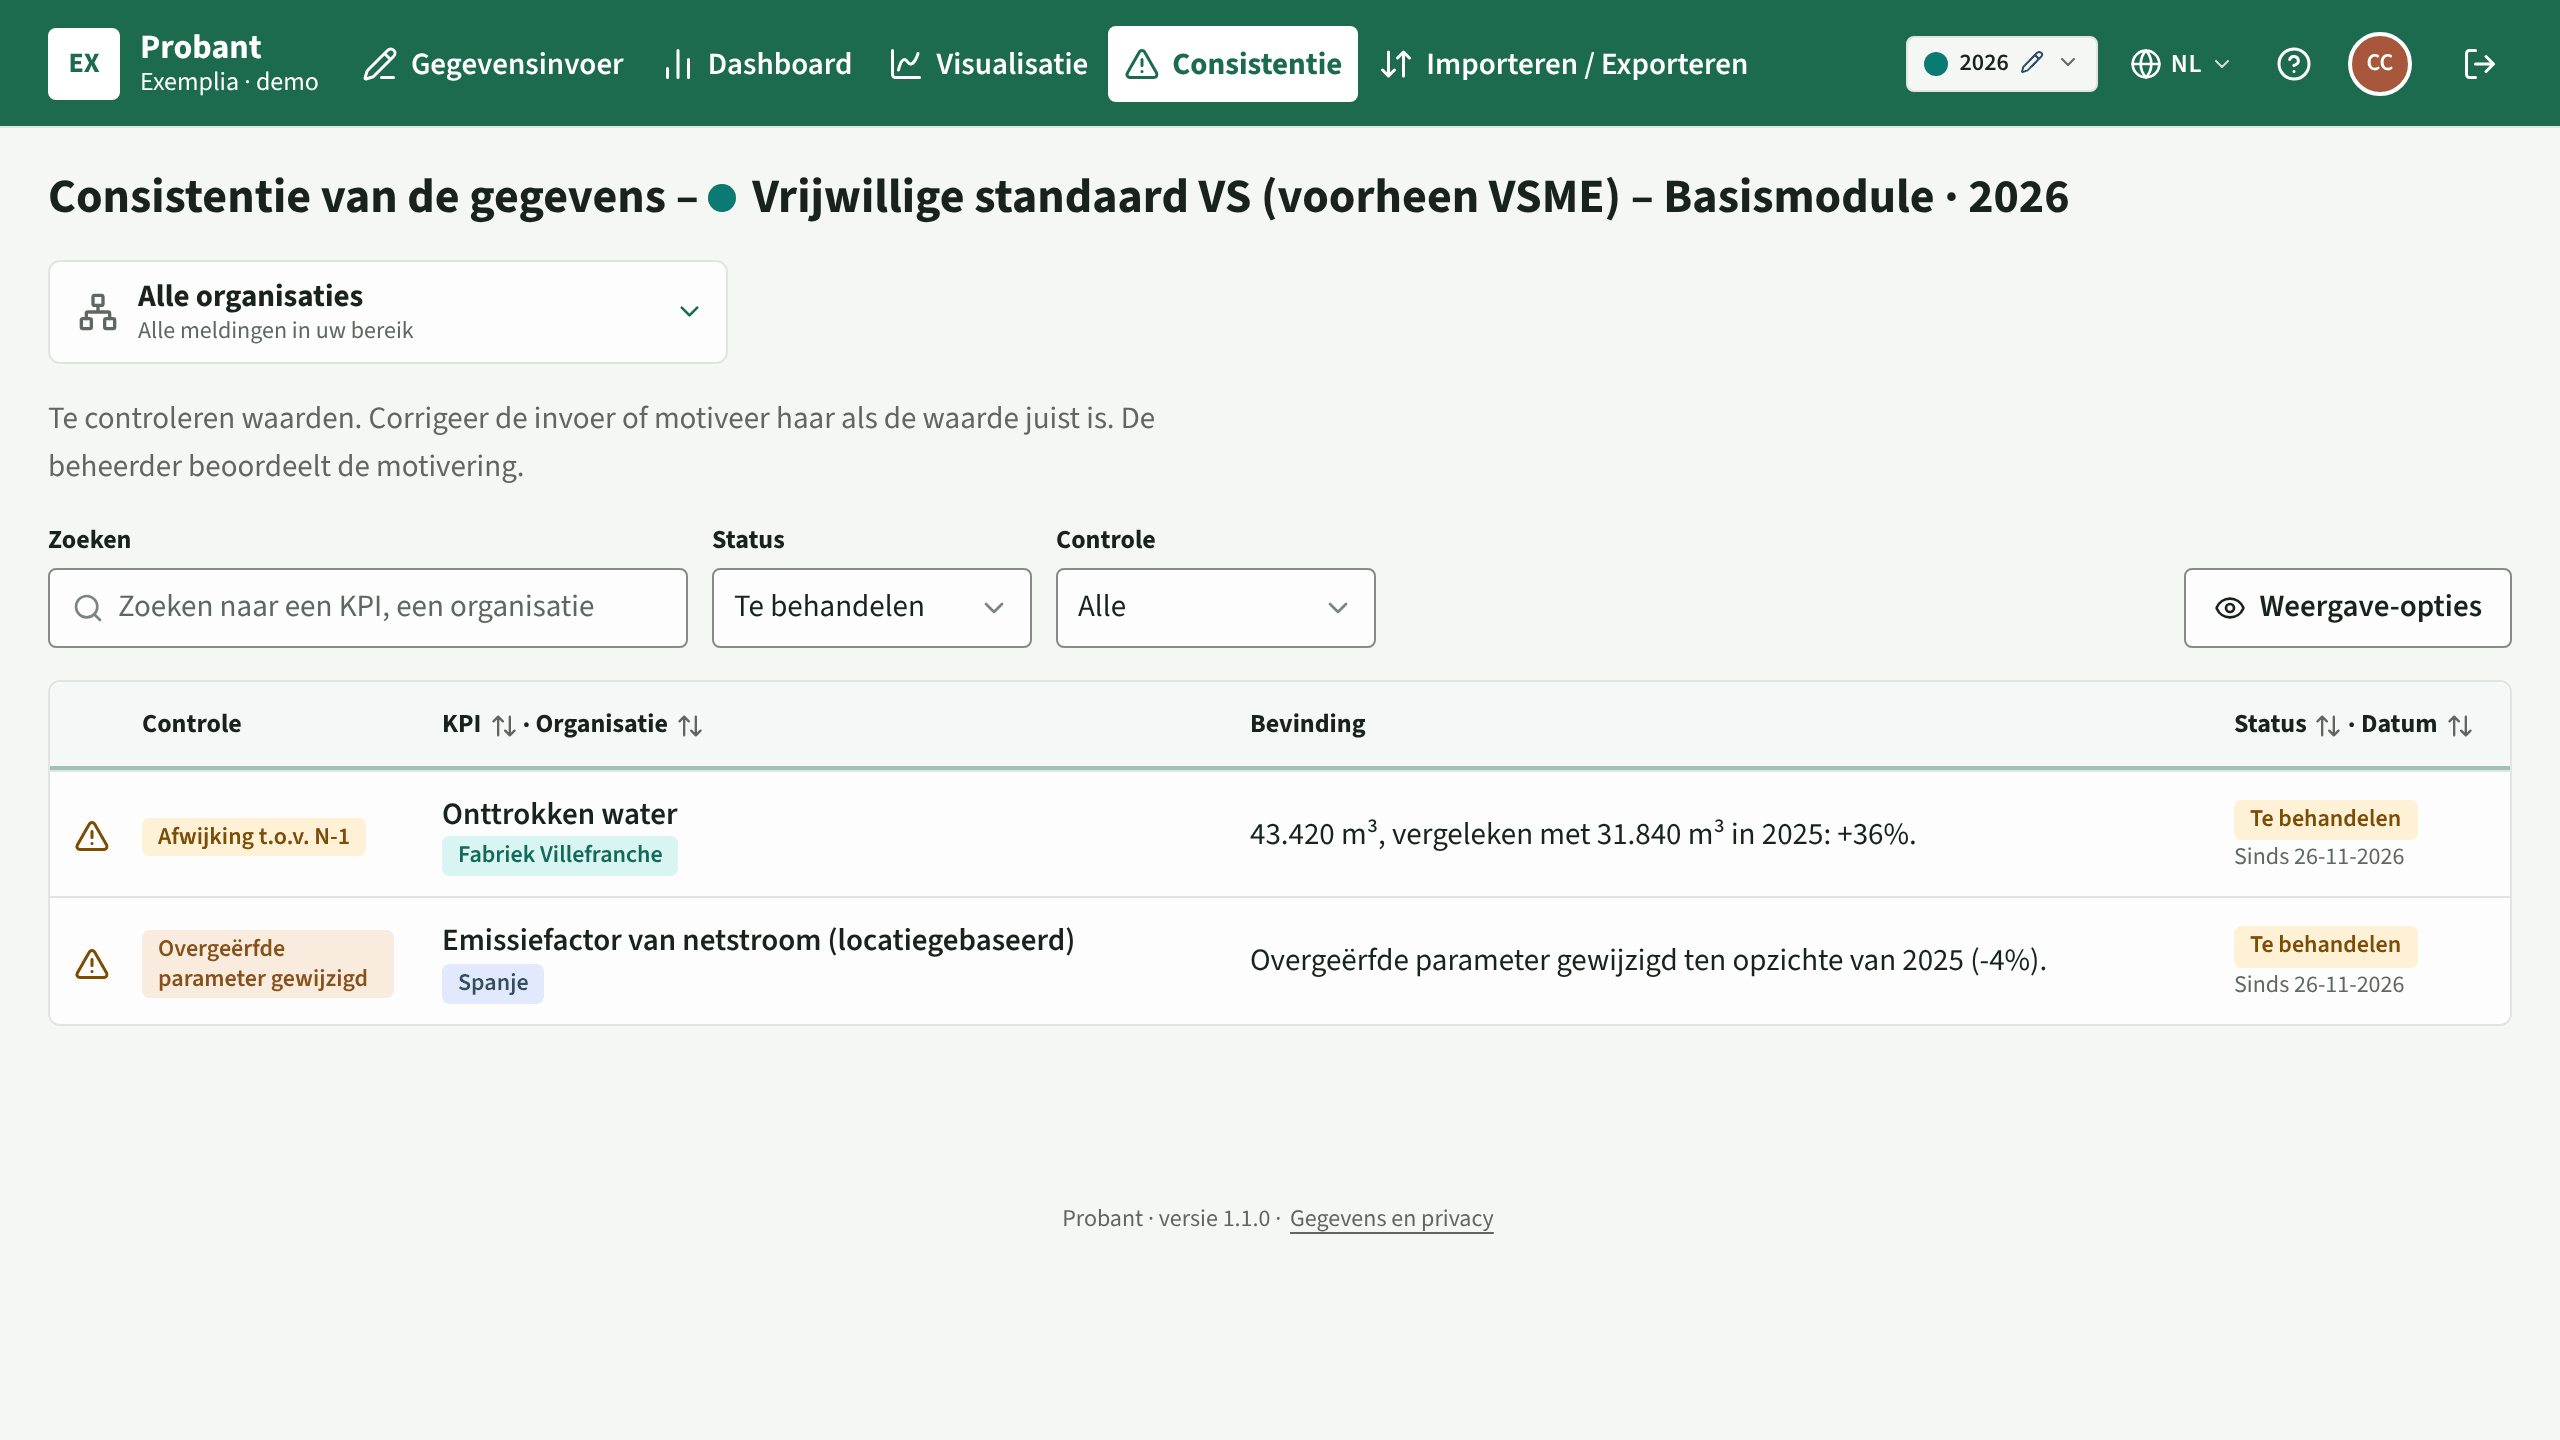 EX
Probant
Exemplia · demo
Gegevensinvoer
Dashboard
Visualisatie
Consistentie
Importeren / Exporteren
2026
NL
CC
Consistentie van de gegevens – Vrijwillige standaard VS (voorheen VSME) – Basismodule · 2026
Alle organisaties
Alle meldingen in uw bereik
Te controleren waarden. Corrigeer de invoer of motiveer haar als de waarde juist is. De
beheerder beoordeelt de motivering.
Zoeken
Status
Controle
Zoeken naar een KPI, een organisatie
Te behandelen
Alle
Weergave-opties
Controle
KPI · Organisatie
Bevinding
Status · Datum
Afwijking t.o.v. N-1
Onttrokken water
Fabriek Villefranche
43.420 m³, vergeleken met 31.840 m³ in 2025: +36%.
Te behandelen
Sinds 26-11-2026
Overgeërfde
parameter gewijzigd
Emissiefactor van netstroom (locatiegebaseerd)
Spanje
Overgeërfde parameter gewijzigd ten opzichte van 2025 (-4%).
Te behandelen
Sinds 26-11-2026
Probant · versie 1.1.0 · Gegevens en privacy